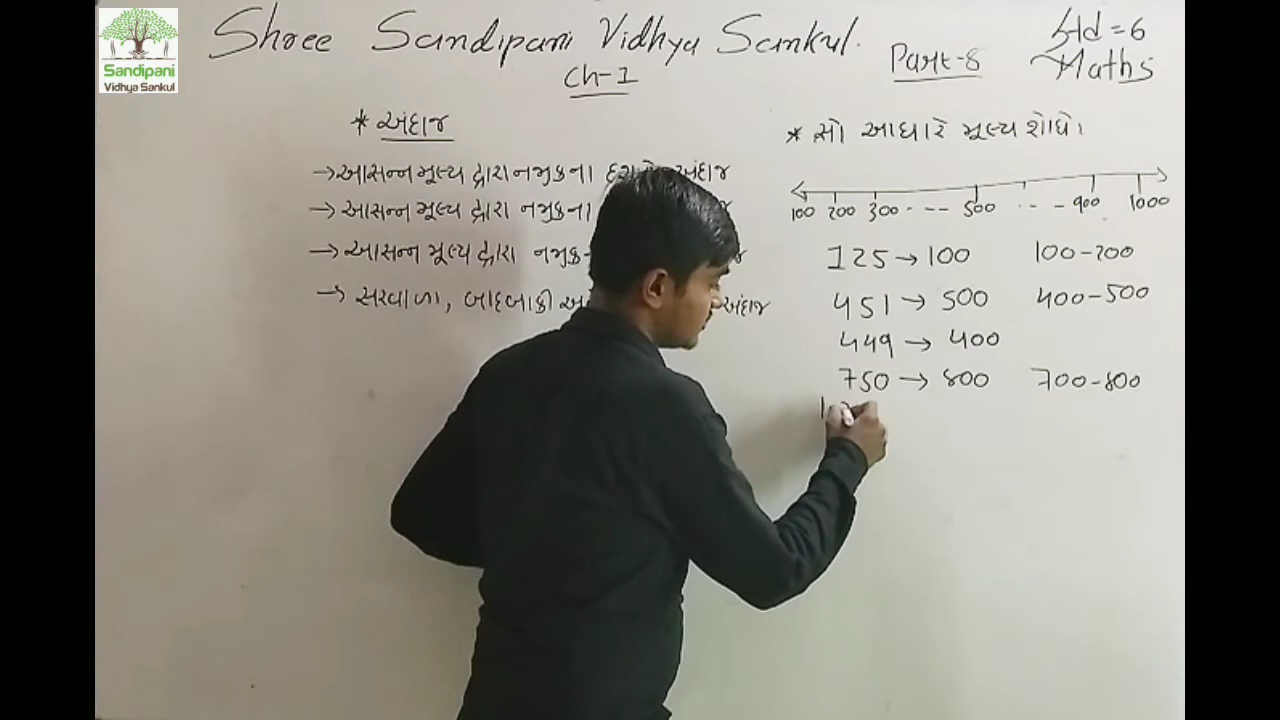 Sandipani
Vidhya Sankul
Shree Sandipani Vidhya Sankul.
Std = 6
Part-8
Maths
Ch-1
* અંદાજ
→ આસન્ન મૂલ્ય દ્વારા નજીકના અંદાજ
→ આસન્ન મૂલ્ય દ્વારા નજીકના
→ આસન્ન મૂલ્ય દ્વારા
→ સરવાળા, બાદબાકી અંદાજ
* સો આધારે મૂલ્ય શોધો.
100 200 300 - - -- 500 - - - 900 1000
125 → 100 100-200
451 → 500 400-500
449 → 400
750 → 800 700-800